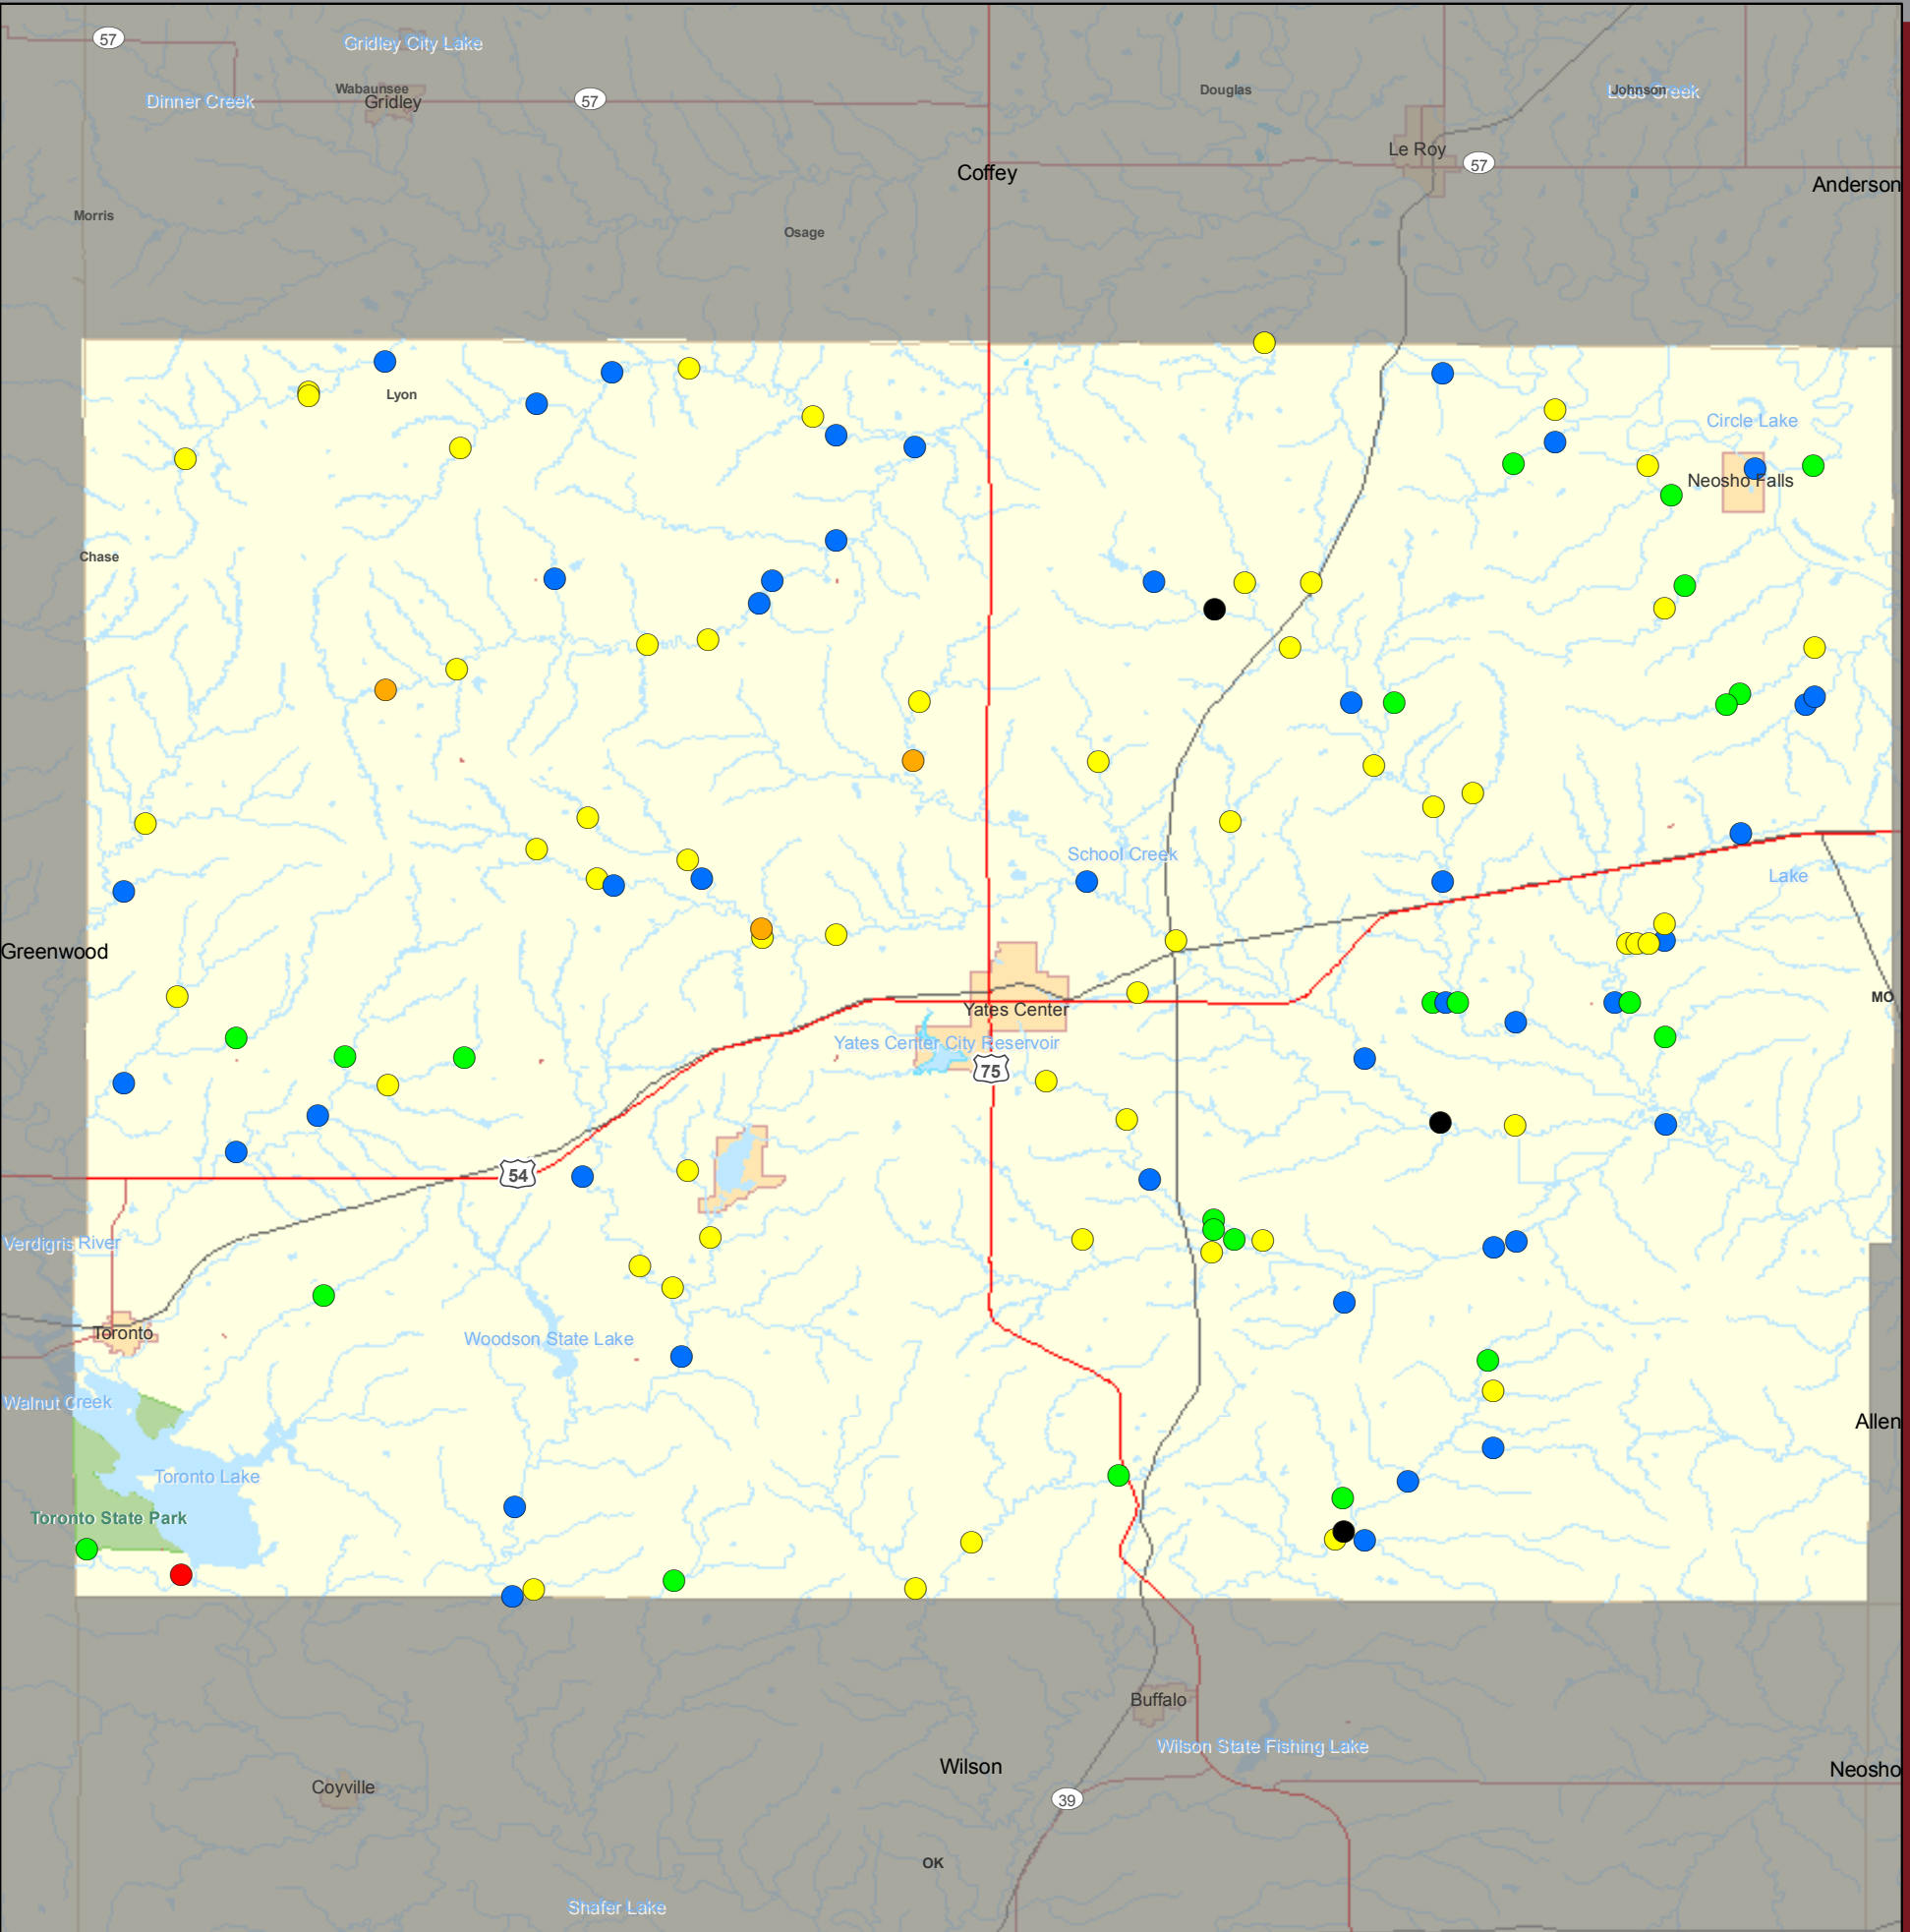 57
Gridley City Lake
Wabaunsee
Douglas
Johnson
Loss Creek
Dinner Creek
Gridley
57
Le Roy
57
Coffey
Anderson
Morris
Osage
Lyon
Circle Lake
Neosho Falls
Chase
School Creek
Lake
Greenwood
MO
Yates Center
Yates Center City Reservoir
75
54
Verdigris River
Toronto
Woodson State Lake
Walnut Creek
Allen
Toronto Lake
Toronto State Park
Buffalo
Wilson State Fishing Lake
Wilson
Neosho
Coyville
39
OK
Shafer Lake